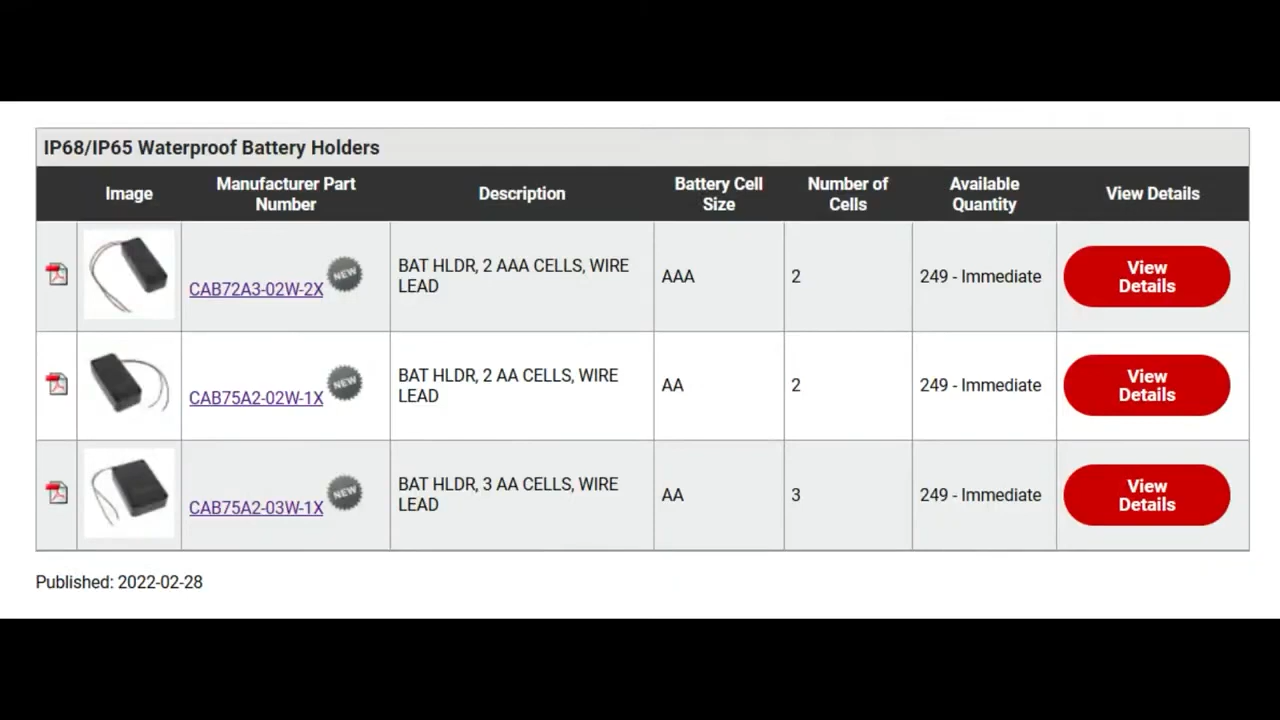 IP68/IP65 Waterproof Battery Holders
Image
Manufacturer Part
Number
Description
Battery Cell
Size
Number of
Cells
Available
Quantity
View Details
CAB72A3-02W-2X NEW
BAT HLDR, 2 AAA CELLS, WIRE
LEAD
AAA
2
249 - Immediate
View
Details
CAB75A2-02W-1X NEW
BAT HLDR, 2 AA CELLS, WIRE
LEAD
AA
2
249 - Immediate
View
Details
CAB75A2-03W-1X NEW
BAT HLDR, 3 AA CELLS, WIRE
LEAD
AA
3
249 - Immediate
View
Details
Published: 2022-02-28